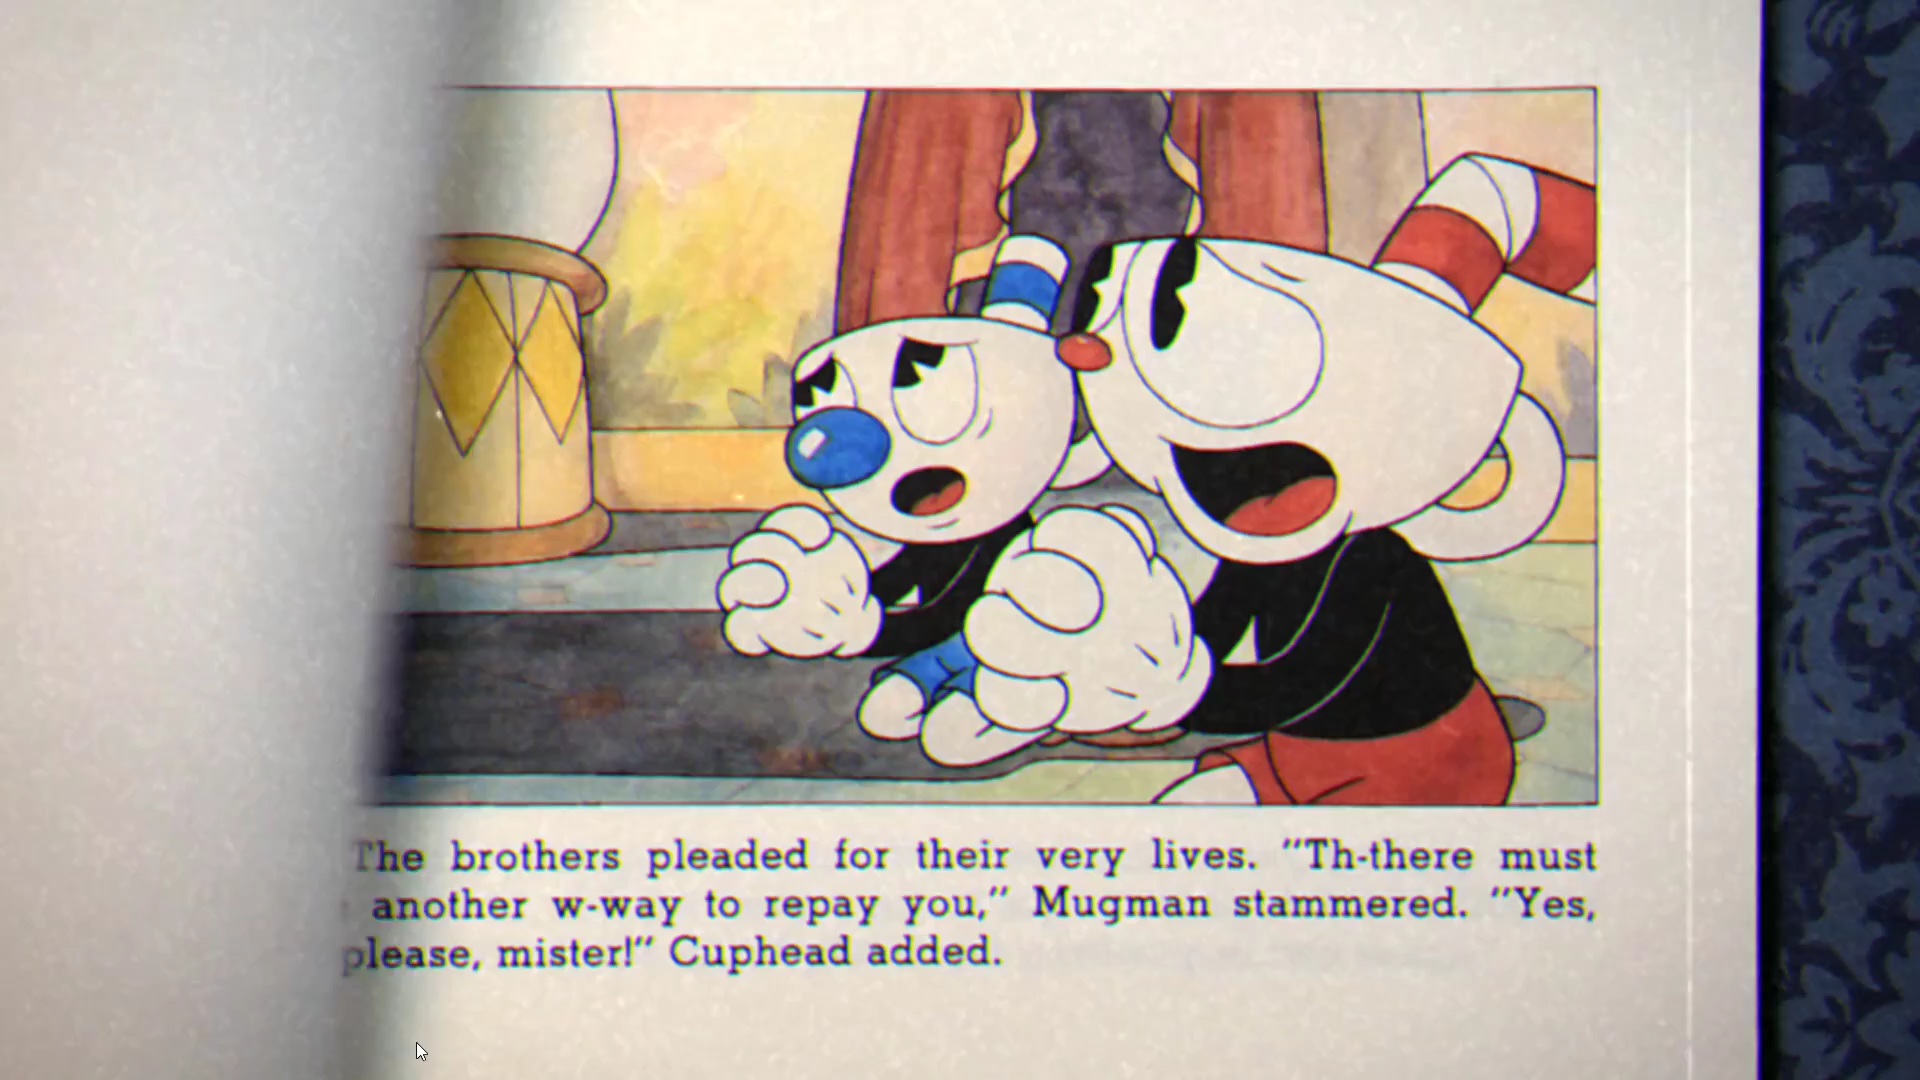 The brothers pleaded for their very lives. "Th-there must
another w-way to repay you," Mugman stammered. "Yes,
please, mister!" Cuphead added.